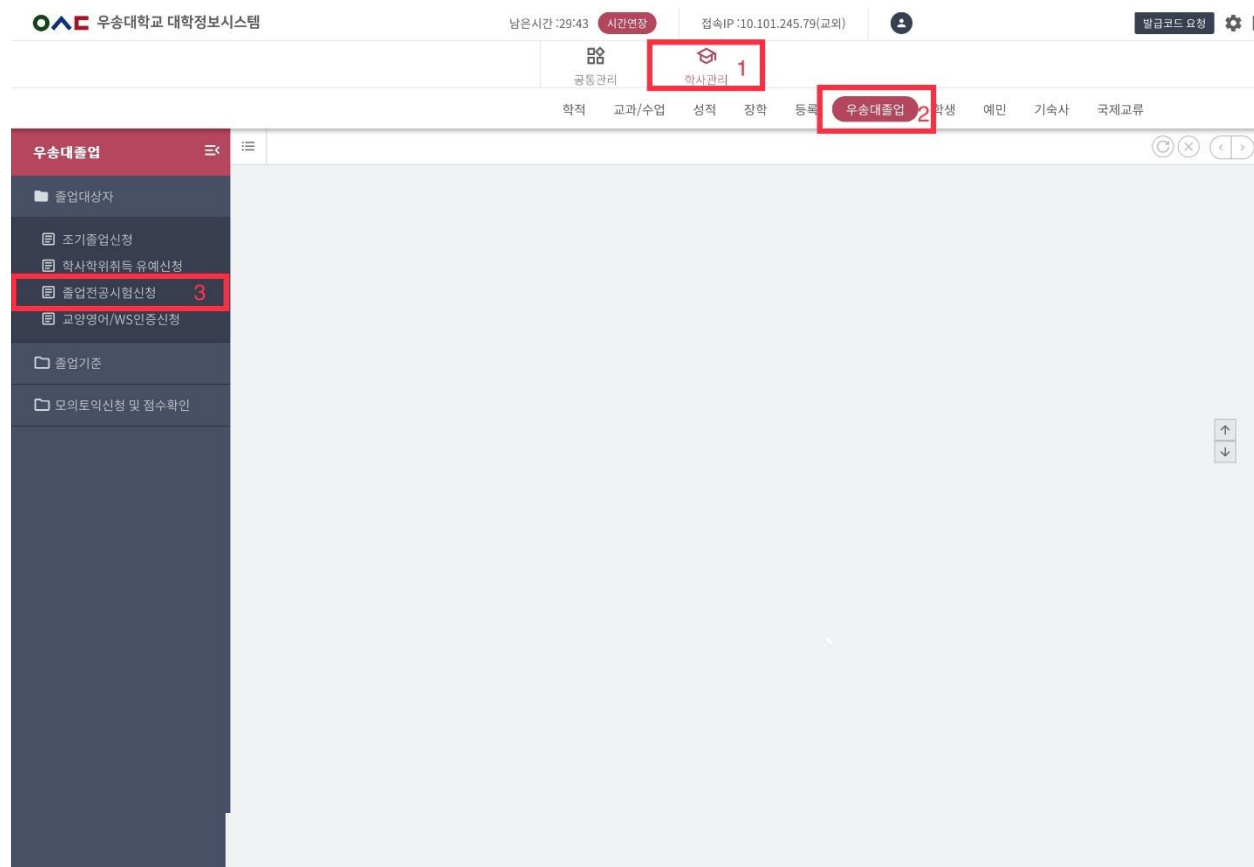 우송대학교 대학정보시스템
남은시간 :29:43 시간연장 접속IP :10.101.245.79(교외) 발급코드 요청
공통관리 학사관리 1
학적 교과/수업 성적 장학 등록 우송대졸업 2 학생 예민 기숙사 국제교류
우송대졸업
졸업대상자
조기졸업신청
학사학위취득 유예신청
졸업전공시험신청 3
교양영어/WS인증신청
졸업기준
모의토익신청 및 점수확인